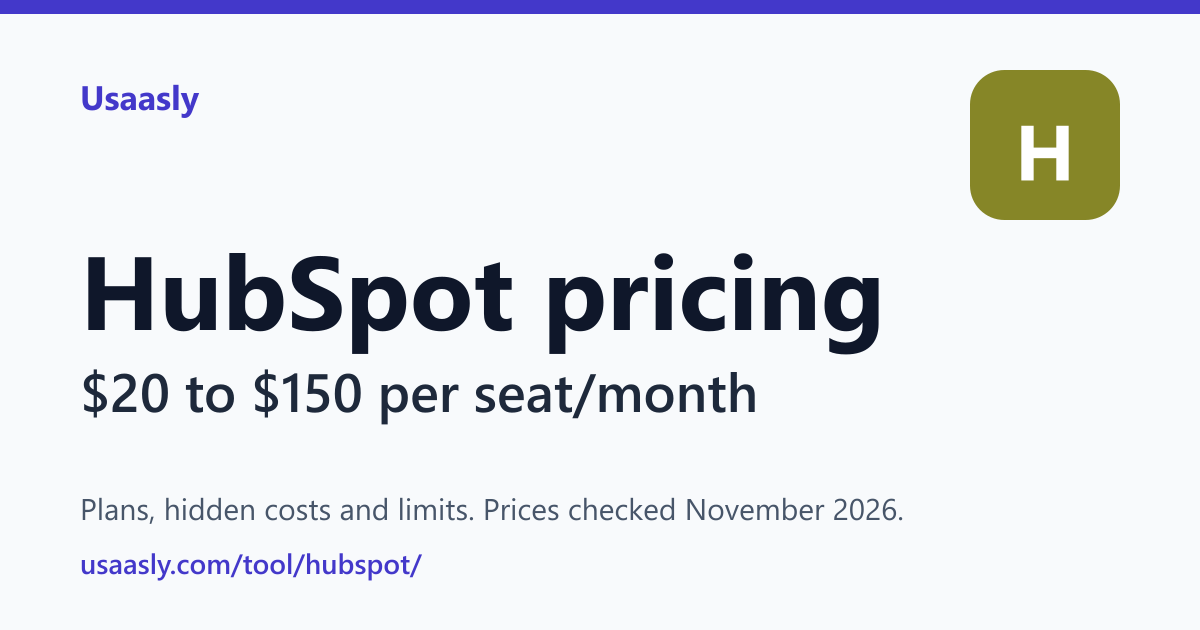 Usaasly
H
HubSpot pricing
$20 to $150 per seat/month
Plans, hidden costs and limits. Prices checked November 2026.
usaasly.com/tool/hubspot/